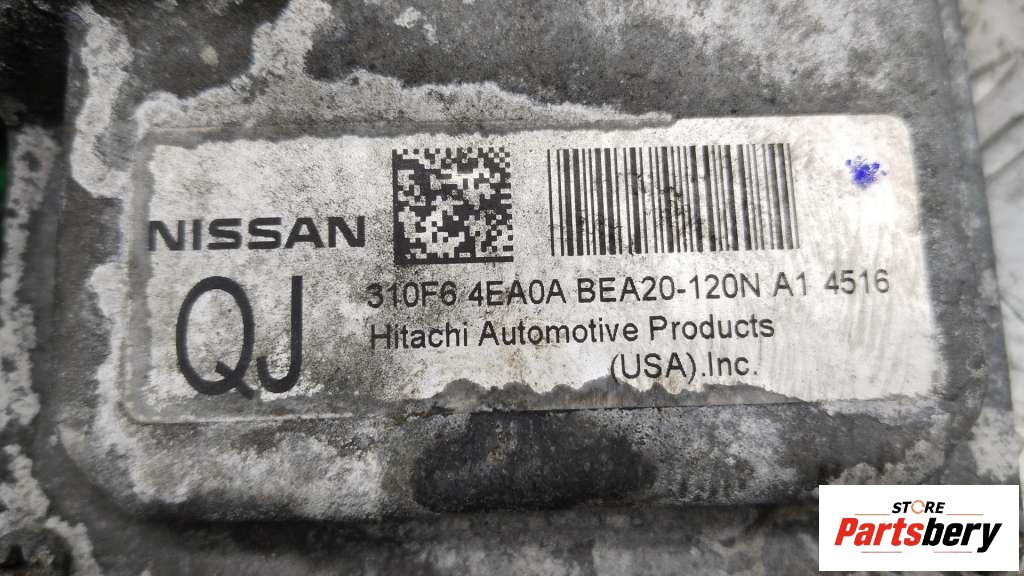 NISSAN
QJ
310F6 4EA0A BEA20-120N A1 4516
Hitachi Automotive Products
(USA).Inc.
STORE
Partsbery